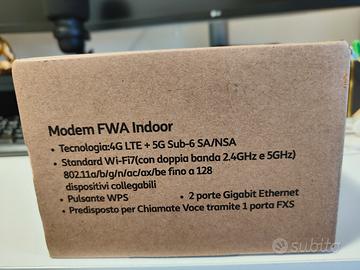 Modem FWA Indoor
• Tecnologia:4G LTE + 5G Sub-6 SA/NSA
• Standard Wi-Fi7(con doppia banda 2.4GHz e 5GHz)
802.11a/b/g/n/ac/ax/be fino a 128
dispositivi collegabili
• Pulsante WPS • 2 porte Gigabit Ethernet
• Predisposto per Chiamate Voce tramite 1 porta FXS
subito